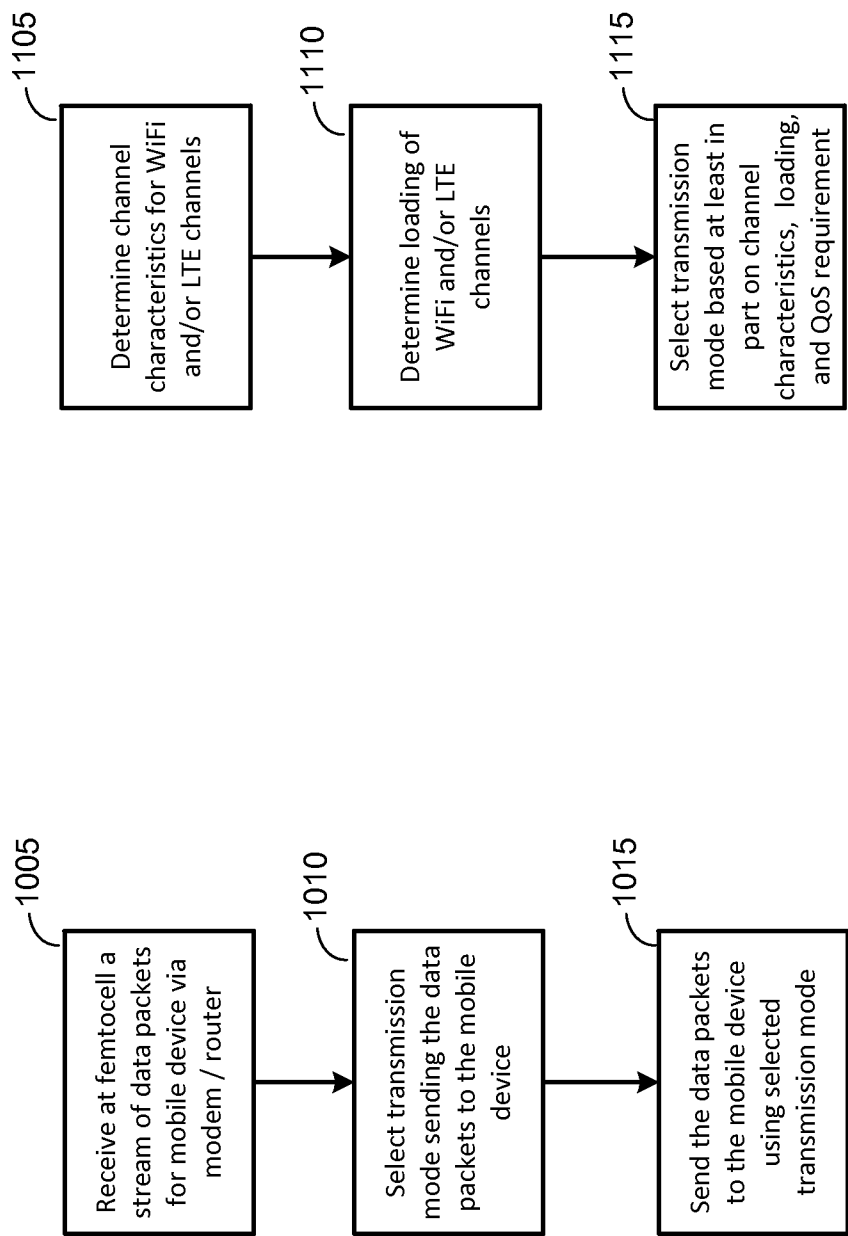 1005
Receive at femtocell a
stream of data packets
for mobile device via
modem / router
1010
Select transmission
mode sending the data
packets to the mobile
device
1015
Send the data packets
to the mobile device
using selected
transmission mode
1105
Determine channel
characteristics for WiFi
and/or LTE channels
1110
Determine loading of
WiFi and/or LTE
channels
1115
Select transmission
mode based at least in
part on channel
characteristics, loading,
and QoS requirement